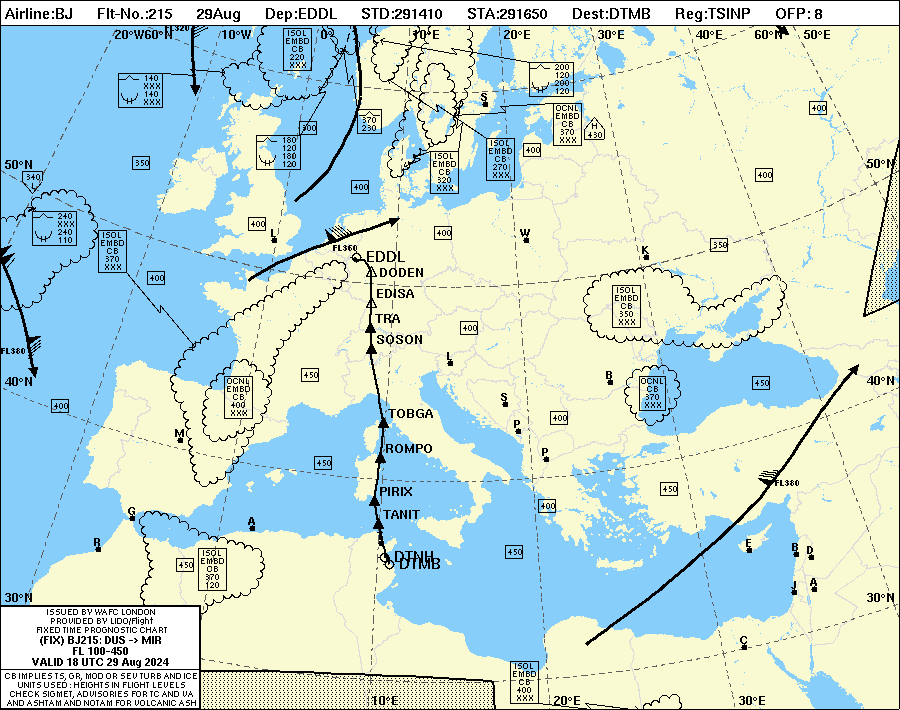 Airline:BJ Flt-No.:215 29Aug Dep:EDDL STD:291410 STA:291650 Dest:DTMB Reg:TSINP OFP: 8
20°W60°N 10°W 0° 10°E 20°E 30°E 40°E 60°N 50°E
FL320
ISOL
EMBD
CB
220
XXX
140
XXX
140
XXX
200
120
200
120
S
OCNL
EMBD
CB
370
XXX
H
430
400
300
370
230
180
120
180
120
350
50°N
340
ISOL
EMBD
CB
320
XXX
ISOL
EMBD
CB
270
XXX
400
400
50°N
400
240
XXX
240
110
ISOL
EMBD
CB
370
XXX
400
L
400
W
350
K
FL360
EDDL
DODEN
400
EDISA
TRA
SOSON
ISOL
EMBD
CB
350
XXX
400
FL380
40°N
400
OCNL
EMBD
CB
400
XXX
450
L
B
OCNL
EMBD
CB
370
XXX
450
40°N
M
TOBGA
S
P
400
ROMPO
P
450
PIRIX
FL380
450
400
G
A
TANIT
R
450
E
B
D
ISOL
EMBD
CB
370
120
450
DTNH
DTMB
J
A
30°N
30°N
C
ISSUED BY WAFC LONDON
PROVIDED BY LIDO/Flight
FIXED TIME PROGNOSTIC CHART
(FIX) BJ215: DUS -> MIR
FL 100-450
VALID 18 UTC 29 Aug 2024
CB IMPLIES TS, GR, MOD OR SEV TURB AND ICE
UNITS USED : HEIGHTS IN FLIGHT LEVELS
CHECK SIGMET, ADVISORIES FOR TC AND VA
AND ASHTAM AND NOTAM FOR VOLCANIC ASH
ISOL
EMBD
CB
400
XXX
10°E 20°E 30°E